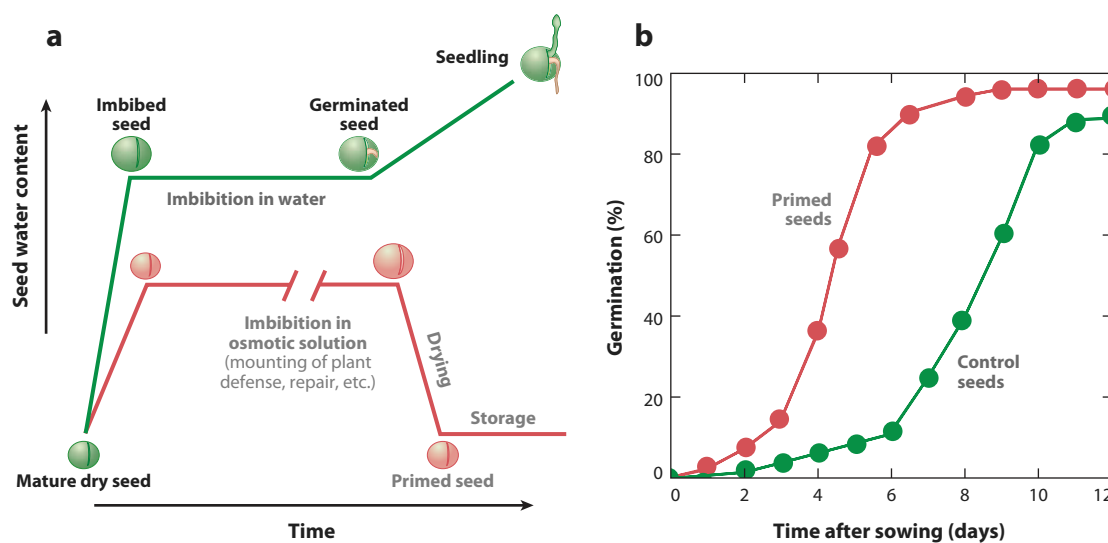 a
Seedling
Imbibed
seed
Germinated
seed
Imbibition in water
Seed water content
Imbibition in
osmotic solution
(mounting of plant
defense, repair, etc.)
Drying
Storage
Mature dry seed
Primed seed
Time
b
100
80
60
40
20
0
Germination (%)
Primed
seeds
Control
seeds
0 2 4 6 8 10 12
Time after sowing (days)